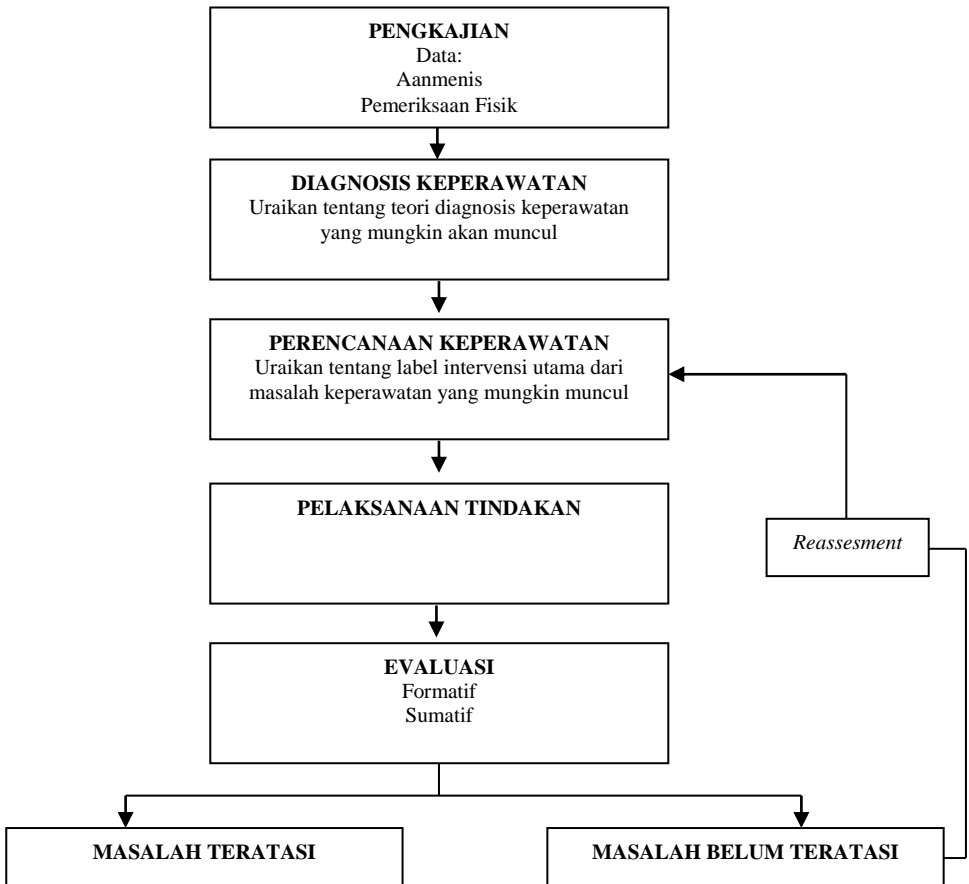 PENGKAJIAN
Data:
Aanmenis
Pemeriksaan Fisik
DIAGNOSIS KEPERAWATAN
Uraikan tentang teori diagnosis keperawatan
yang mungkin akan muncul
PERENCANAAN KEPERAWATAN
Uraikan tentang label intervensi utama dari
masalah keperawatan yang mungkin muncul
PELAKSANAAN TINDAKAN
Reassesment
EVALUASI
Formatif
Sumatif
MASALAH TERATASI
MASALAH BELUM TERATASI